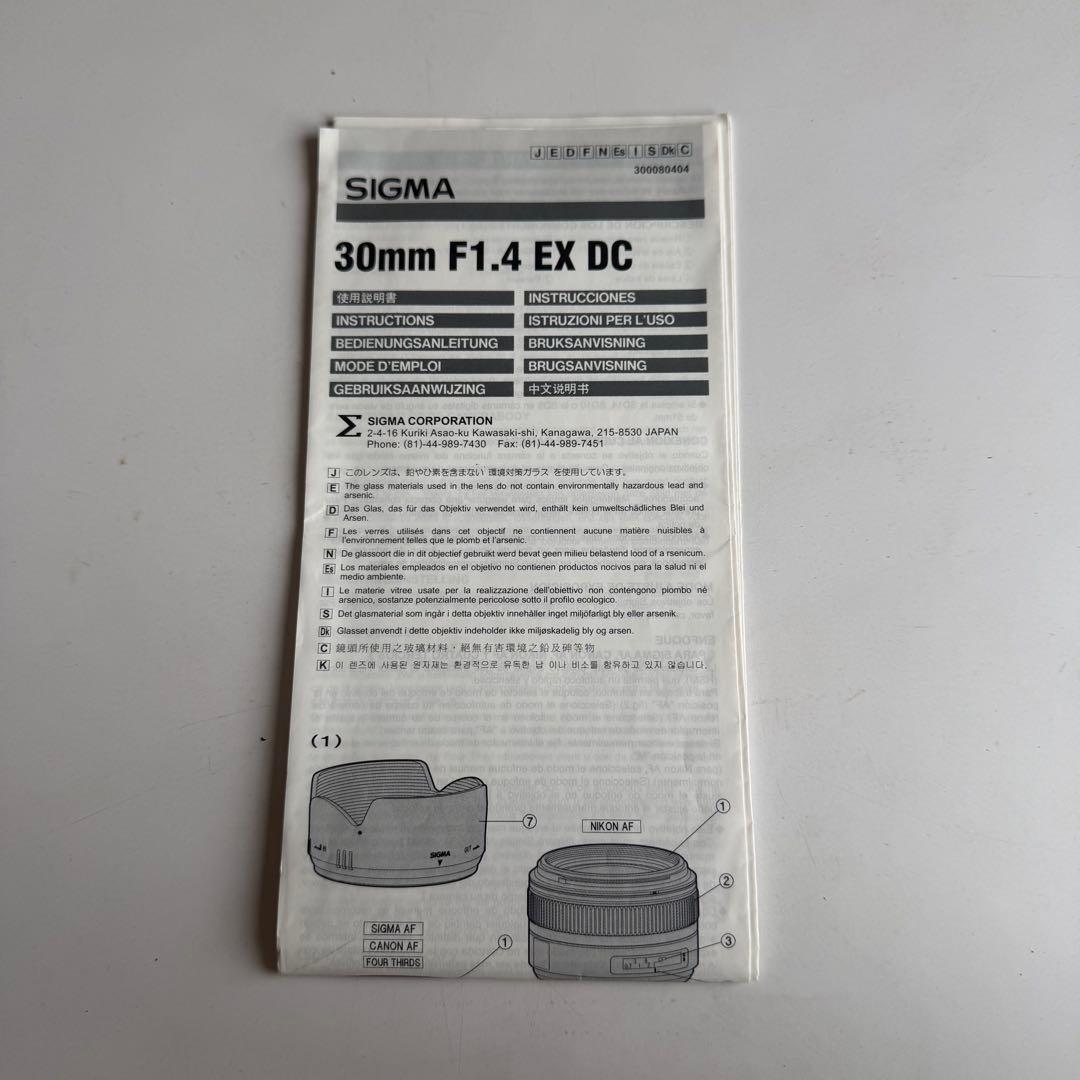 J E D F N Es I S Dk C
300080404
SIGMA
30mm F1.4 EX DC
使用説明書
INSTRUCTIONS
BEDIENUNGSANLEITUNG
MODE D'EMPLOI
GEBRUIKSAANWIJZING
INSTRUCCIONES
ISTRUZIONI PER L'USO
BRUKSANVISNING
BRUGSANVISNING
中文说明书
Σ SIGMA CORPORATION
2-4-16 Kuriki Asao-ku Kawasaki-shi, Kanagawa, 215-8530 JAPAN
Phone: (81)-44-989-7430 Fax: (81)-44-989-7451
J このレンズは、鉛やひ素を含まない 環境対策ガラス を使用しています。
E The glass materials used in the lens do not contain environmentally hazardous lead and
arsenic.
D Das Glas, das für das Objektiv verwendet wird, enthält kein umweltschädliches Blei und
Arsen.
F Les verres utilisés dans cet objectif ne contiennent aucune matière nuisibles à
l'environnement telles que le plomb et l'arsenic.
N De glassoort die in dit objectief gebruikt werd bevat geen milieu belastend lood of a rsenicum.
Es Los materiales empleados en el objetivo no contienen productos nocivos para la salud ni el
medio ambiente.
I Le materie vitree usate per la realizzazione dell'obiettivo non contengono piombo né
arsenico, sostanze potenzialmente pericolose sotto il profilo ecologico.
S Det glasmaterial som ingår i detta objektiv innehåller inget miljöfarligt bly eller arsenik.
Dk Glasset anvendt i dette objektiv indeholder ikke miljøskadelig bly og arsen.
C 鏡頭所使用之玻璃材料，絕無有害環境之鉛及砷等物
K 이 렌즈에 사용된 원자재는 환경적으로 유독한 납 이나 비소를 함유하고 있지 않습니다.
(1)
⑦
IN
SIGMA
OUT
NIKON AF
①
②
③
SIGMA AF
CANON AF
FOUR THIRDS
①